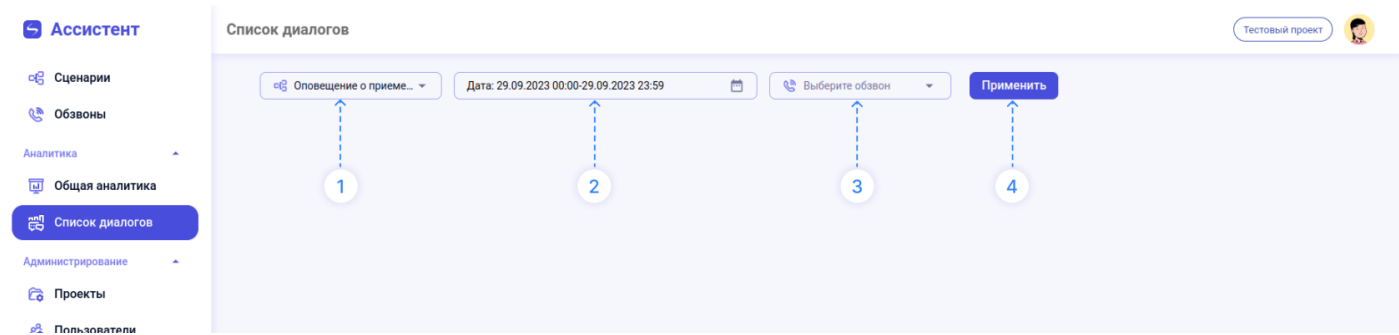 Ассистент
Список диалогов
Тестовый проект
Сценарии
Обзвоны
Аналитика
Общая аналитика
Список диалогов
Администрирование
Проекты
Пользователи
Оповещение о приеме...
Дата: 29.09.2023 00:00-29.09.2023 23:59
Выберите обзвон
Применить
1
2
3
4